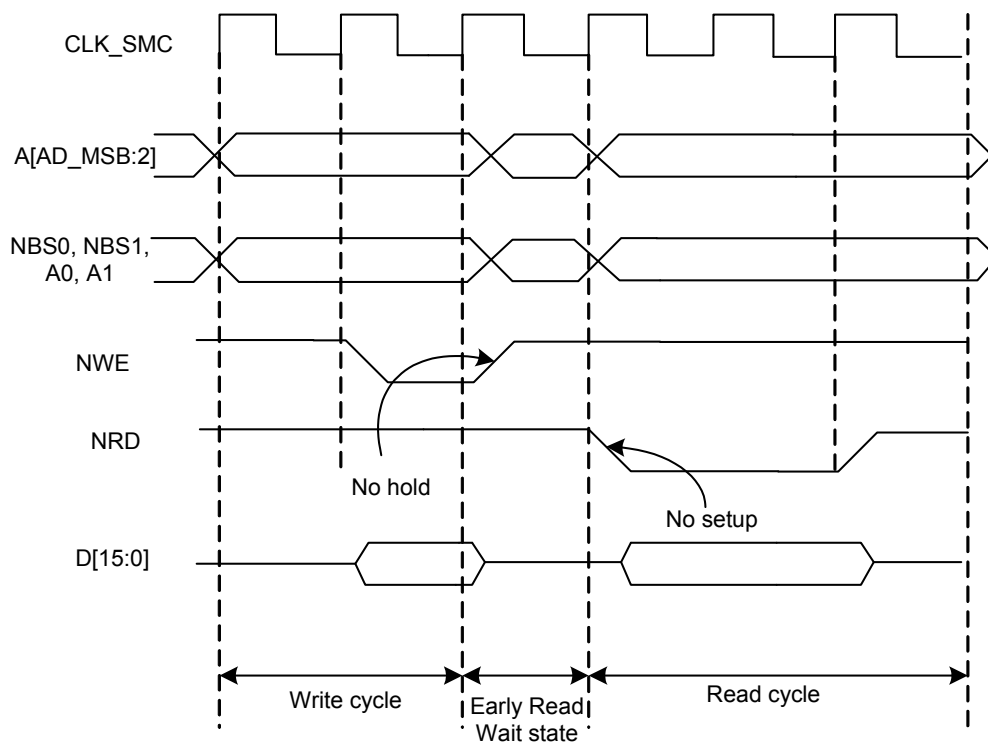 CLK_SMC
A[AD_MSB:2]
NBS0, NBS1,
A0, A1
NWE
NRD
No hold
No setup
D[15:0]
Write cycle
Early Read
Wait state
Read cycle